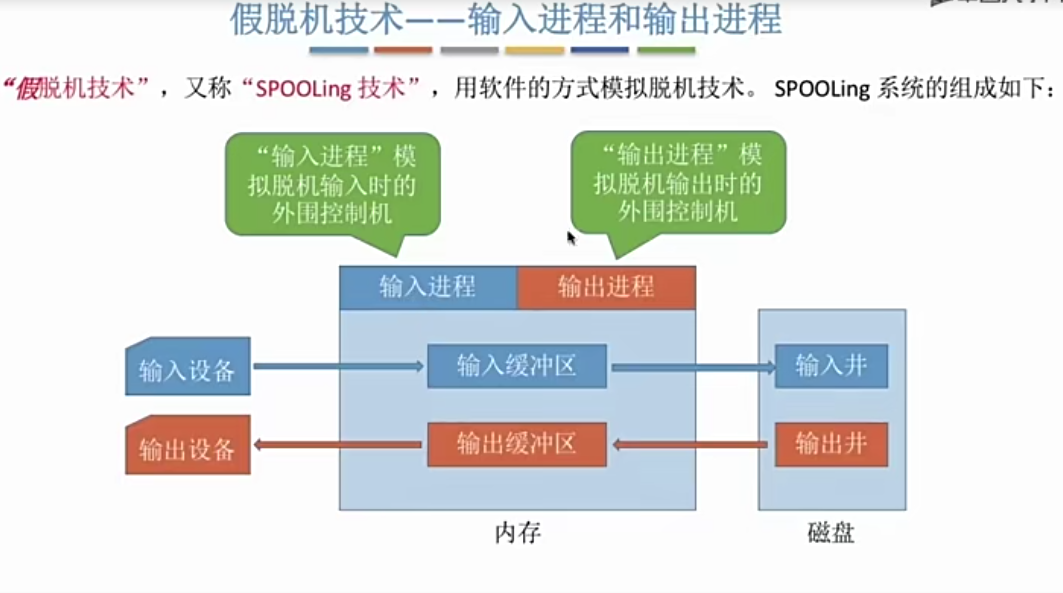 假脱机技术——输入进程和输出进程
“假脱机技术”，又称“SPOOLing 技术”，用软件的方式模拟脱机技术。 SPOOLing 系统的组成如下：
“输入进程”模
拟脱机输入时的
外围控制机
“输出进程”模
拟脱机输出时的
外围控制机
输入进程
输出进程
输入设备
输入缓冲区
输入井
输出设备
输出缓冲区
输出井
内存
磁盘